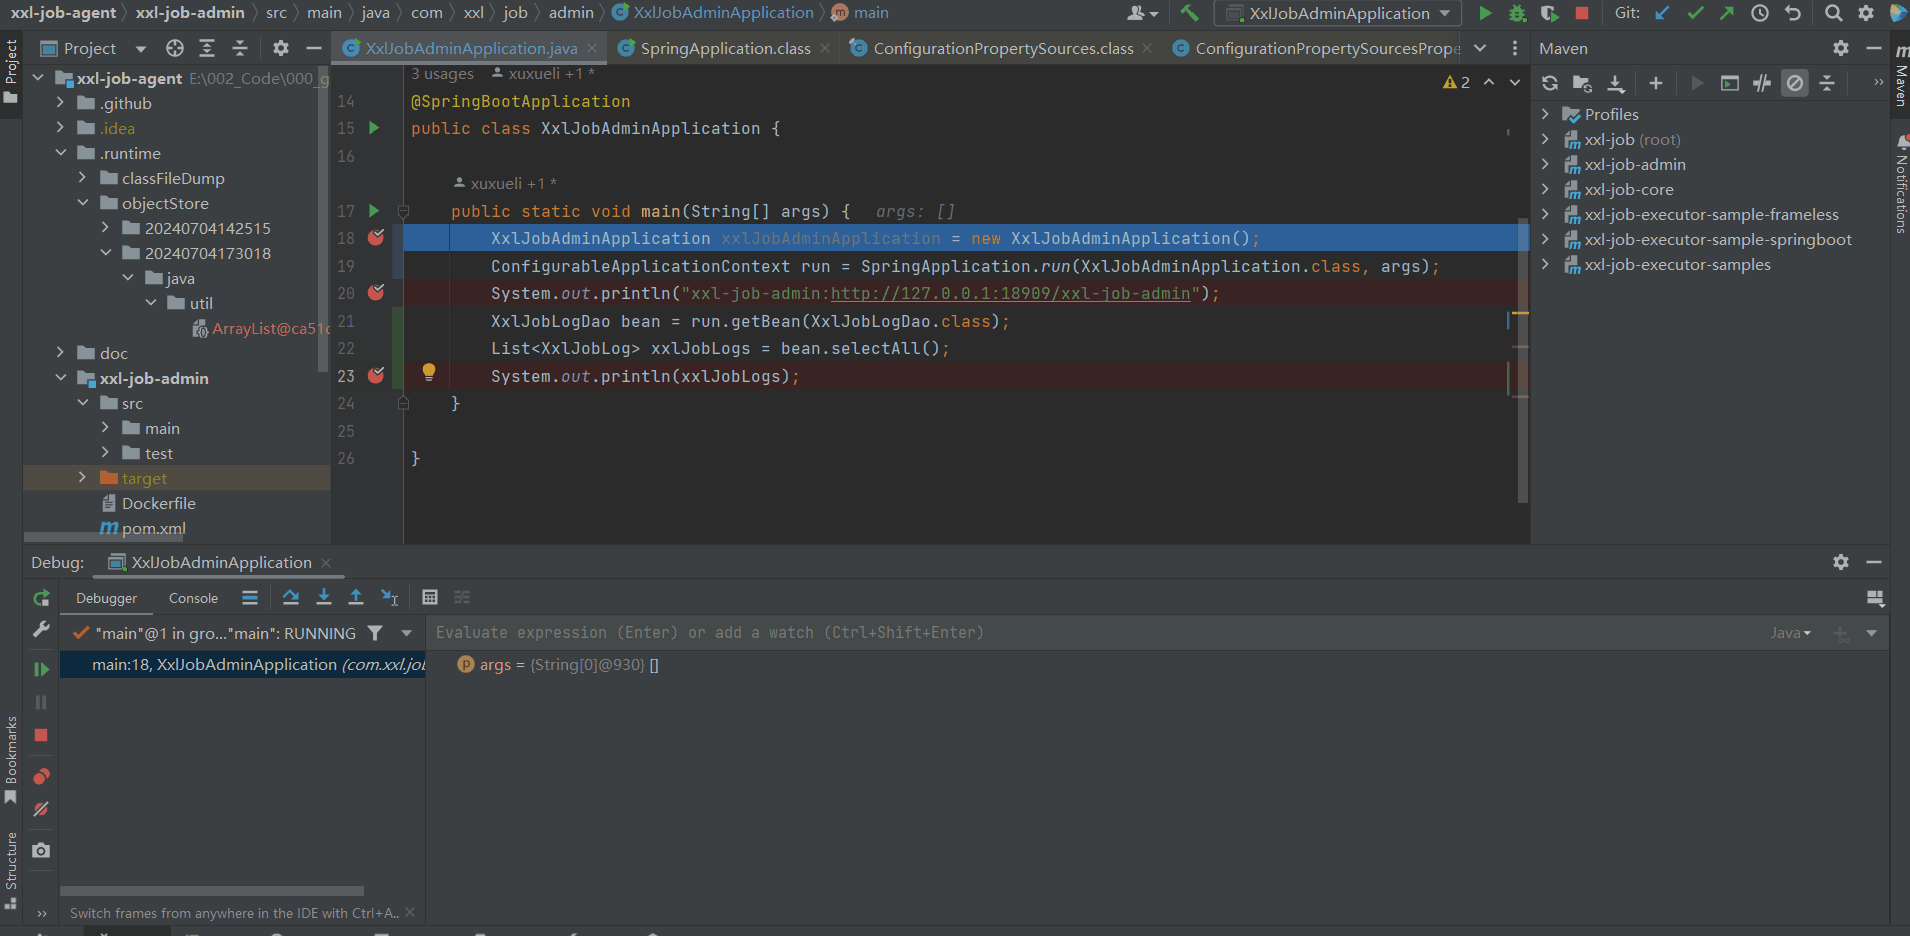 xxl-job-agent xxl-job-admin src main java com xxl job admin XxlJobAdminApplication main
XxlJobAdminApplication
Git:
Project
XxlJobAdminApplication.java
SpringApplication.class
ConfigurationPropertySources.class
ConfigurationPropertySourcesPrope
Maven
Project
xxl-job-agent E:\002_Code\000_g
.github
.idea
.runtime
classFileDump
objectStore
20240704142515
20240704173018
java
util
ArrayList@ca51
doc
xxl-job-admin
src
main
test
target
Dockerfile
pom.xml
3 usages xuxueli +1 *
2
14 @SpringBootApplication
15 public class XxlJobAdminApplication {
16
xuxueli +1 *
17 public static void main(String[] args) { args: []
18 XxlJobAdminApplication xxlJobAdminApplication = new XxlJobAdminApplication();
19 ConfigurableApplicationContext run = SpringApplication.run(XxlJobAdminApplication.class, args);
20 System.out.println("xxl-job-admin:http://127.0.0.1:18909/xxl-job-admin");
21 XxlJobLogDao bean = run.getBean(XxlJobLogDao.class);
22 List<XxlJobLog> xxlJobLogs = bean.selectAll();
23 System.out.println(xxlJobLogs);
24 }
25
26 }
Profiles
xxl-job (root)
xxl-job-admin
xxl-job-core
xxl-job-executor-sample-frameless
xxl-job-executor-sample-springboot
xxl-job-executor-samples
Maven
Notifications
Debug: XxlJobAdminApplication
Debugger Console
"main"@1 in gro..."main": RUNNING
Evaluate expression (Enter) or add a watch (Ctrl+Shift+Enter)
Java
main:18, XxlJobAdminApplication (com.xxl.job
args = {String[0]@930} []
Bookmarks
Structure
Switch frames from anywhere in the IDE with Ctrl+A..